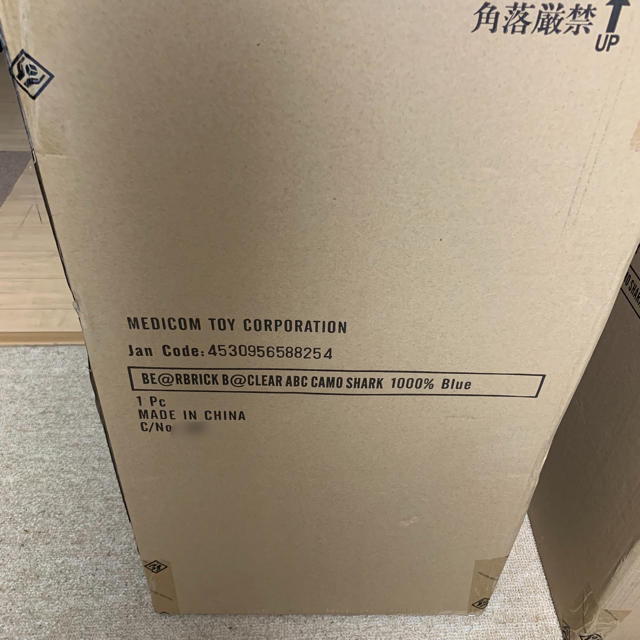 角落厳禁
UP
MEDICOM TOY CORPORATION
Jan Code: 4530956588254
BE@RBRICK B@CLEAR ABC CAMO SHARK 1000% Blue
1 Pc
MADE IN CHINA
C/No